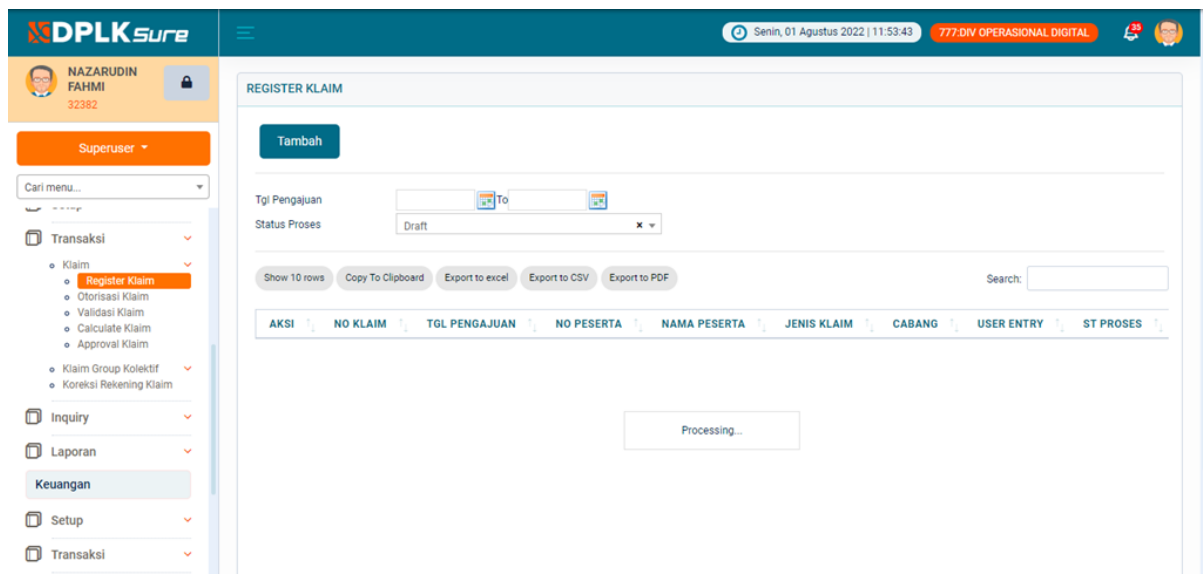 DPLKSure
Senin, 01 Agustus 2022 | 11:53:43
777:DIV OPERASIONAL DIGITAL
35
NAZARUDIN
FAHMI
32382
Superuser
Cari menu...
Transaksi
Klaim
Register Klaim
Otorisasi Klaim
Validasi Klaim
Calculate Klaim
Approval Klaim
Klaim Group Kolektif
Koreksi Rekening Klaim
Inquiry
Laporan
Keuangan
Setup
Transaksi
REGISTER KLAIM
Tambah
Tgl Pengajuan To
Status Proses Draft
Show 10 rows Copy To Clipboard Export to excel Export to CSV Export to PDF Search:
AKSI NO KLAIM TGL PENGAJUAN NO PESERTA NAMA PESERTA JENIS KLAIM CABANG USER ENTRY ST PROSES
Processing...